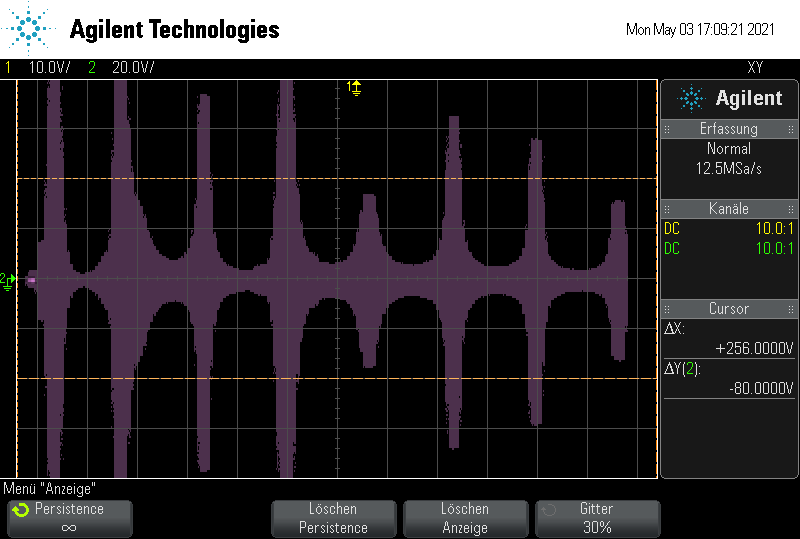 Agilent Technologies
Mon May 03 17:09:21 2021
1 10.0V/ 2 20.0V/ XY
1
2
Agilent
Erfassung
Normal
12.5MSa/s
Kanäle
DC 10.0:1
DC 10.0:1
Cursor
ΔX:
+256.0000V
ΔY(2):
-80.0000V
Menü "Anzeige"
Persistence
∞
Löschen
Persistence
Löschen
Anzeige
Gitter
30%